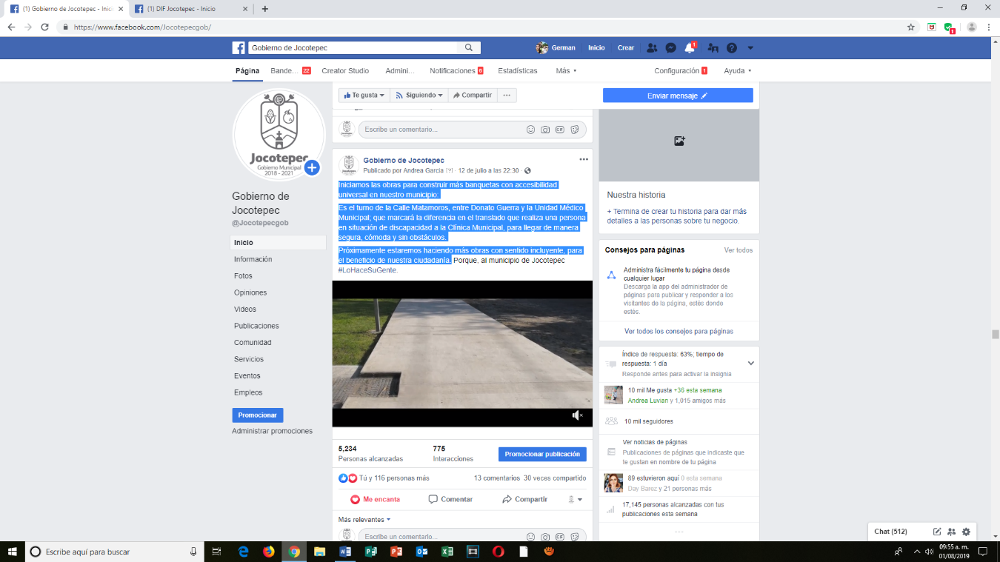 (1) Gobierno de Jocotepec - Inic
(1) DIF Jocotepec - Inicio
https://www.facebook.com/Jocotepecgob/
Gobierno de Jocotepec
German
Inicio
Crear
1
Página
Bande... 22
Creator Studio
Admini...
Notificaciones 6
Estadísticas
Más
Configuración 1
Ayuda
Te gusta
Siguiendo
Compartir
Enviar mensaje
Jocotepec
Gobierno Municipal
2018 - 2021
Gobierno de
Jocotepec
@Jocotepecgob
Inicio
Información
Fotos
Opiniones
Videos
Publicaciones
Comunidad
Servicios
Eventos
Empleos
Promocionar
Administrar promociones
Escribe un comentario...
GIF
Gobierno de Jocotepec
Publicado por Andrea Garcia [?] · 12 de julio a las 22:30 ·
Iniciamos las obras para construir más banquetas con accesibilidad
universal en nuestro municipio:
Es el turno de la Calle Matamoros, entre Donato Guerra y la Unidad Médico
Municipal; que marcará la diferencia en el translado que realiza una persona
en situación de discapacidad a la Clínica Municipal, para llegar de manera
segura, cómoda y sin obstáculos.
Próximamente estaremos haciendo más obras con sentido incluyente, para
el beneficio de nuestra ciudadanía. Porque, al municipio de Jocotepec
#LoHaceSuGente.
5,234
Personas alcanzadas
775
Interacciones
Promocionar publicación
Tú y 116 personas más
13 comentarios 30 veces compartido
Me encanta
Comentar
Compartir
Más relevantes
Escribe un comentario...
GIF
Nuestra historia
+ Termina de crear tu historia para dar más
detalles a las personas sobre tu negocio.
Consejos para páginas
Ver todos
Administra fácilmente tu página desde
cualquier lugar
Descarga la app del administrador de
páginas para publicar y responder a los
visitantes de la página, estés donde
estés.
Ver todos los consejos para páginas
Índice de respuesta: 63%; tiempo de
respuesta: 1 día
Responde antes para activar la insignia
10 mil Me gusta +36 esta semana
Andrea Luvian y 1,015 amigos más
10 mil seguidores
Ver noticias de páginas
Publicaciones de páginas que indicaste que
te gustan en nombre de tu página
89 estuvieron aquí 0 esta semana
Day Barez y 21 personas más
17,145 personas alcanzadas con tus
publicaciones esta semana
Chat (512)
Escribe aquí para buscar
09:55 a. m.
01/08/2019